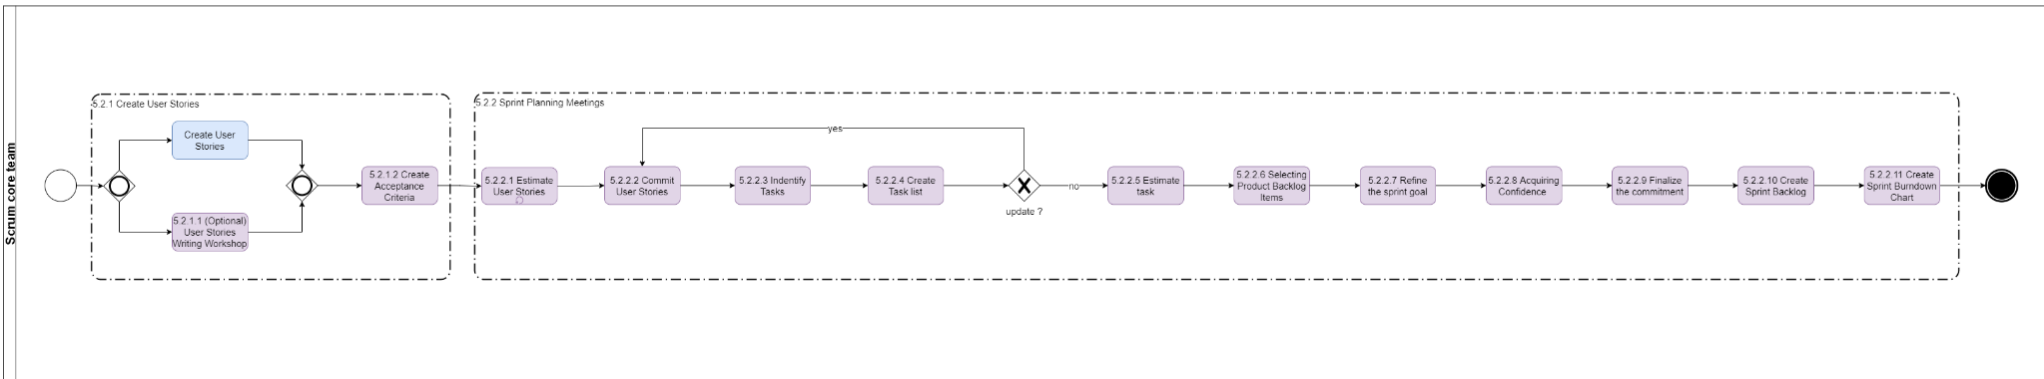 Scrum core team
5.2.1 Create User Stories
Create User
Stories
5.2.1.1 (Optional)
User Stories
Writing Workshop
5.2.1.2 Create
Acceptance
Criteria
5.2.2 Sprint Planning Meetings
5.2.2.1 Estimate
User Stories
yes
5.2.2.2 Commit
User Stories
5.2.2.3 Indentify
Tasks
5.2.2.4 Create
Task list
update ?
no
5.2.2.5 Estimate
task
5.2.2.6 Selecting
Product Backlog
Items
5.2.2.7 Refine
the sprint goal
5.2.2.8 Acquiring
Confidence
5.2.2.9 Finalize
the commitment
5.2.2.10 Create
Sprint Backlog
5.2.2.11 Create
Sprint Burndown
Chart